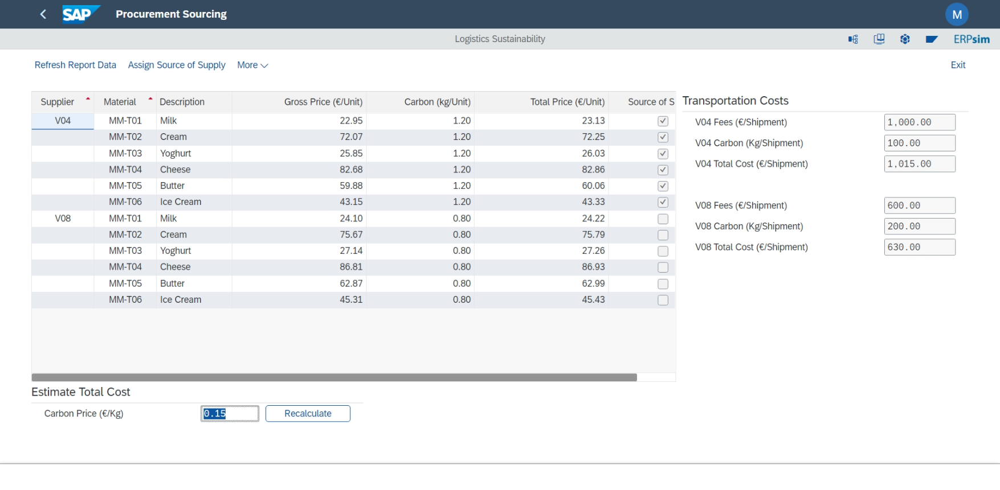 SAP Procurement Sourcing M
Logistics Sustainability ERPsim
Refresh Report Data Assign Source of Supply More Exit
Supplier Material Description Gross Price (€/Unit) Carbon (kg/Unit) Total Price (€/Unit) Source of S
V04 MM-T01 Milk 22.95 1.20 23.13
MM-T02 Cream 72.07 1.20 72.25
MM-T03 Yoghurt 25.85 1.20 26.03
MM-T04 Cheese 82.68 1.20 82.86
MM-T05 Butter 59.88 1.20 60.06
MM-T06 Ice Cream 43.15 1.20 43.33
V08 MM-T01 Milk 24.10 0.80 24.22
MM-T02 Cream 75.67 0.80 75.79
MM-T03 Yoghurt 27.14 0.80 27.26
MM-T04 Cheese 86.81 0.80 86.93
MM-T05 Butter 62.87 0.80 62.99
MM-T06 Ice Cream 45.31 0.80 45.43
Transportation Costs
V04 Fees (€/Shipment) 1,000.00
V04 Carbon (Kg/Shipment) 100.00
V04 Total Cost (€/Shipment) 1,015.00
V08 Fees (€/Shipment) 600.00
V08 Carbon (Kg/Shipment) 200.00
V08 Total Cost (€/Shipment) 630.00
Estimate Total Cost
Carbon Price (€/Kg) 0.15 Recalculate